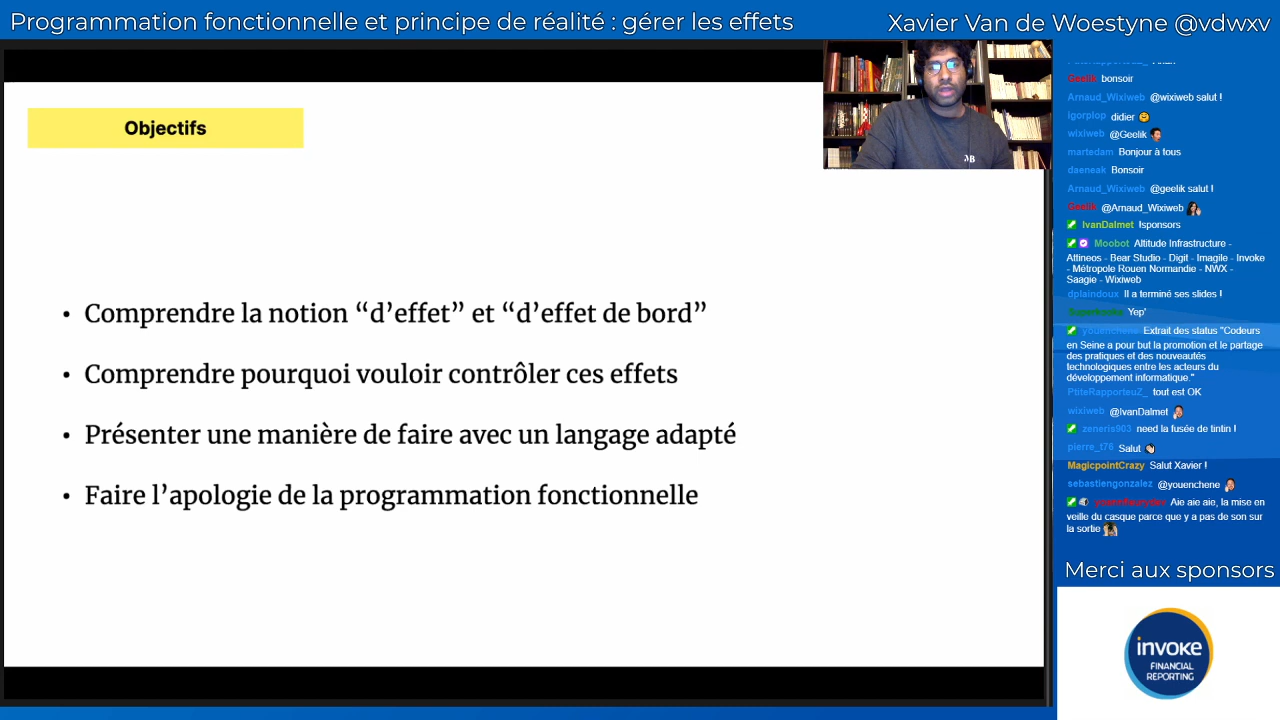 Programmation fonctionnelle et principe de réalité : gérer les effets
Xavier Van de Woestyne @vdwxv
Objectifs
• Comprendre la notion “d’effet” et “d’effet de bord”
• Comprendre pourquoi vouloir contrôler ces effets
• Présenter une manière de faire avec un langage adapté
• Faire l’apologie de la programmation fonctionnelle
Geelik bonsoir
Arnaud_Wixiweb @wixiweb salut !
igorplop didier
wixiweb @Geelik
martedam Bonjour à tous
daeneak Bonsoir
Arnaud_Wixiweb @geelik salut !
Geelik @Arnaud_Wixiweb
IvanDalmet !sponsors
Moobot Altitude Infrastructure -
Attineos - Bear Studio - Digit - Imagile - Invoke
- Métropole Rouen Normandie - NWX -
Saagie - Wixiweb
dplaindoux Il a terminé ses slides !
Yep'
youenchene Extrait des status "Codeurs
en Seine a pour but la promotion et le partage
des pratiques et des nouveautés
technologiques entre les acteurs du
développement informatique."
PtiteRapporteuZ_ tout est OK
wixiweb @IvanDalmet
zeneris903 need la fusée de tintin !
pierre_t76 Salut
MagicpointCrazy Salut Xavier !
sebastiengonzalez @youenchene
Aie aie aie, la mise en
veille du casque parce que y a pas de son sur
la sortie
Merci aux sponsors
invoke
FINANCIAL
REPORTING
MB